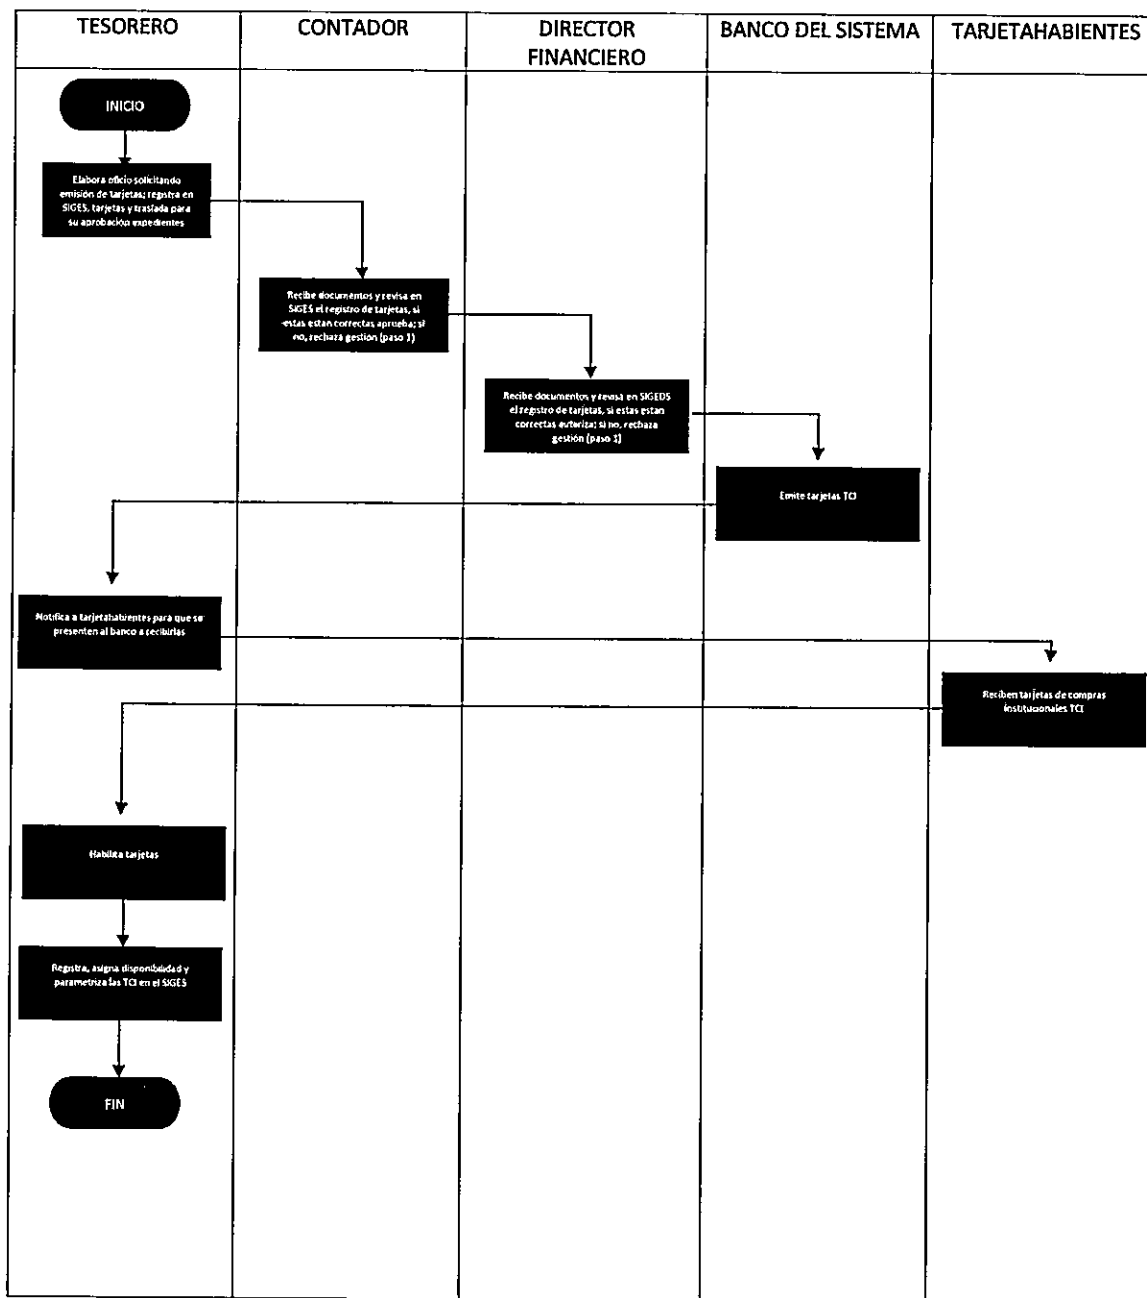 TESORERO
CONTADOR
DIRECTOR
FINANCIERO
BANCO DEL SISTEMA
TARJETAHABIENTES
INICIO
Elabora oficio solicitando
emisión de tarjetas; registra en
SIGES, tarjetas y traslada para
su aprobación expedientes
Recibe documentos y revisa en
SIGES el registro de tarjetas, si
estas estan correctas aprueba; si
no, rechaza gestion (paso 1)
Recibe documentos y revisa en SIGEDS
el registro de tarjetas, si estas estan
correctas autoriza; si no, rechaza
gestión (paso 1)
Emite tarjetas TCI
Notifica a tarjetahabientes para que se
presenten al banco a recibirlas
Reciben tarjetas de compras
institucionales TCI
Habilita tarjetas
Registra, asigna disponibilidad y
parametriza las TCI en el SIGES
FIN